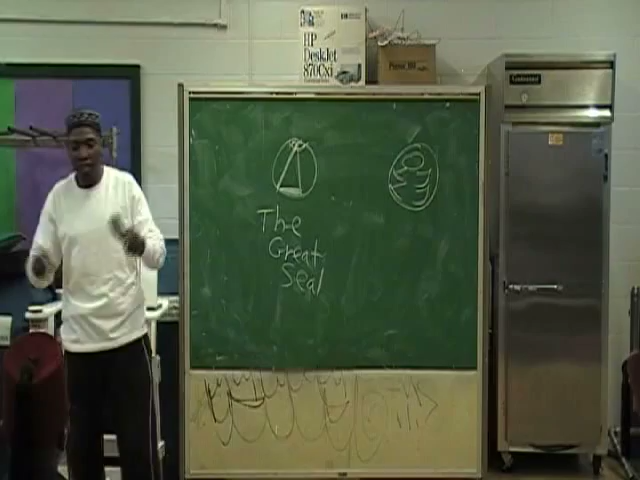 HP
DeskJet
870Cxi
The
Great
Seal